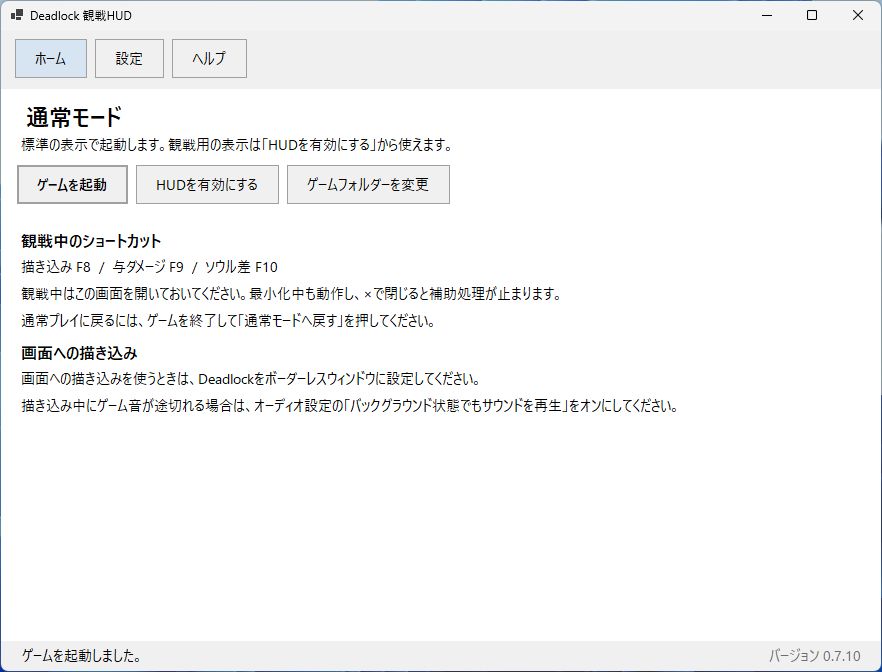 Deadlock 観戦HUD
ホーム 設定 ヘルプ
通常モード
標準の表示で起動します。観戦用の表示は「HUDを有効にする」から使えます。
ゲームを起動 HUDを有効にする ゲームフォルダーを変更
観戦中のショートカット
描き込み F8 / 与ダメージ F9 / ソウル差 F10
観戦中はこの画面を開いておいてください。最小化中も動作し、×で閉じると補助処理が止まります。
通常プレイに戻るには、ゲームを終了して「通常モードへ戻す」を押してください。
画面への描き込み
画面への描き込みを使うときは、Deadlockをボーダーレスウィンドウに設定してください。
描き込み中にゲーム音が途切れる場合は、オーディオ設定の「バックグラウンド状態でもサウンドを再生」をオンにしてください。
ゲームを起動しました。 バージョン 0.7.10